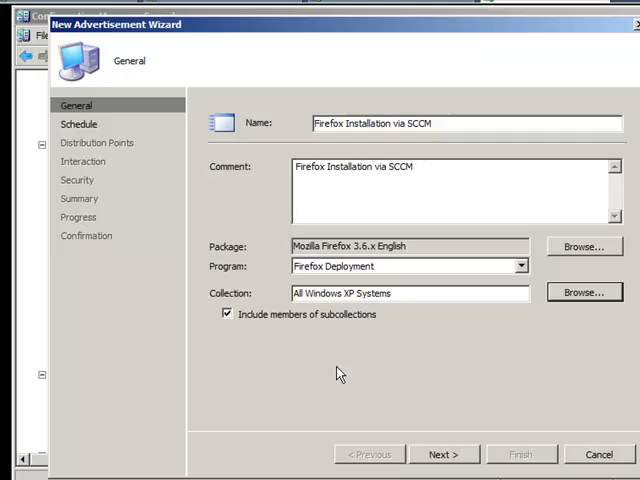 New Advertisement Wizard
File
General
General
Schedule
Distribution Points
Interaction
Security
Summary
Progress
Confirmation
Name: Firefox Installation via SCCM
Comment: Firefox Installation via SCCM
Package: Mozilla Firefox 3.6.x English Browse...
Program: Firefox Deployment
Collection: All Windows XP Systems Browse...
Include members of subcollections
< Previous Next > Finish Cancel